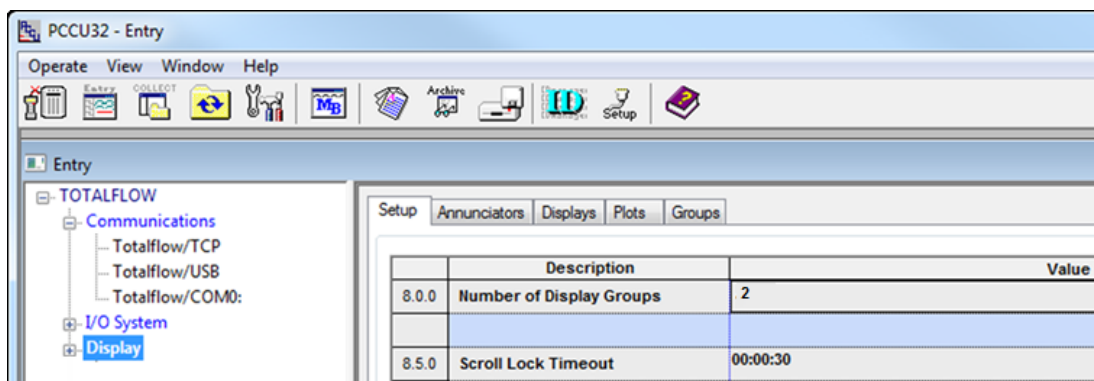 PCCU32 - Entry
Operate View Window Help
Entry COLLECT MB Archive ID Setup ?
Entry
TOTALFLOW
Communications
Totalflow/TCP
Totalflow/USB
Totalflow/COM0:
I/O System
Display
Setup Annunciators Displays Plots Groups
Description Value
8.0.0 Number of Display Groups 2
8.5.0 Scroll Lock Timeout 00:00:30